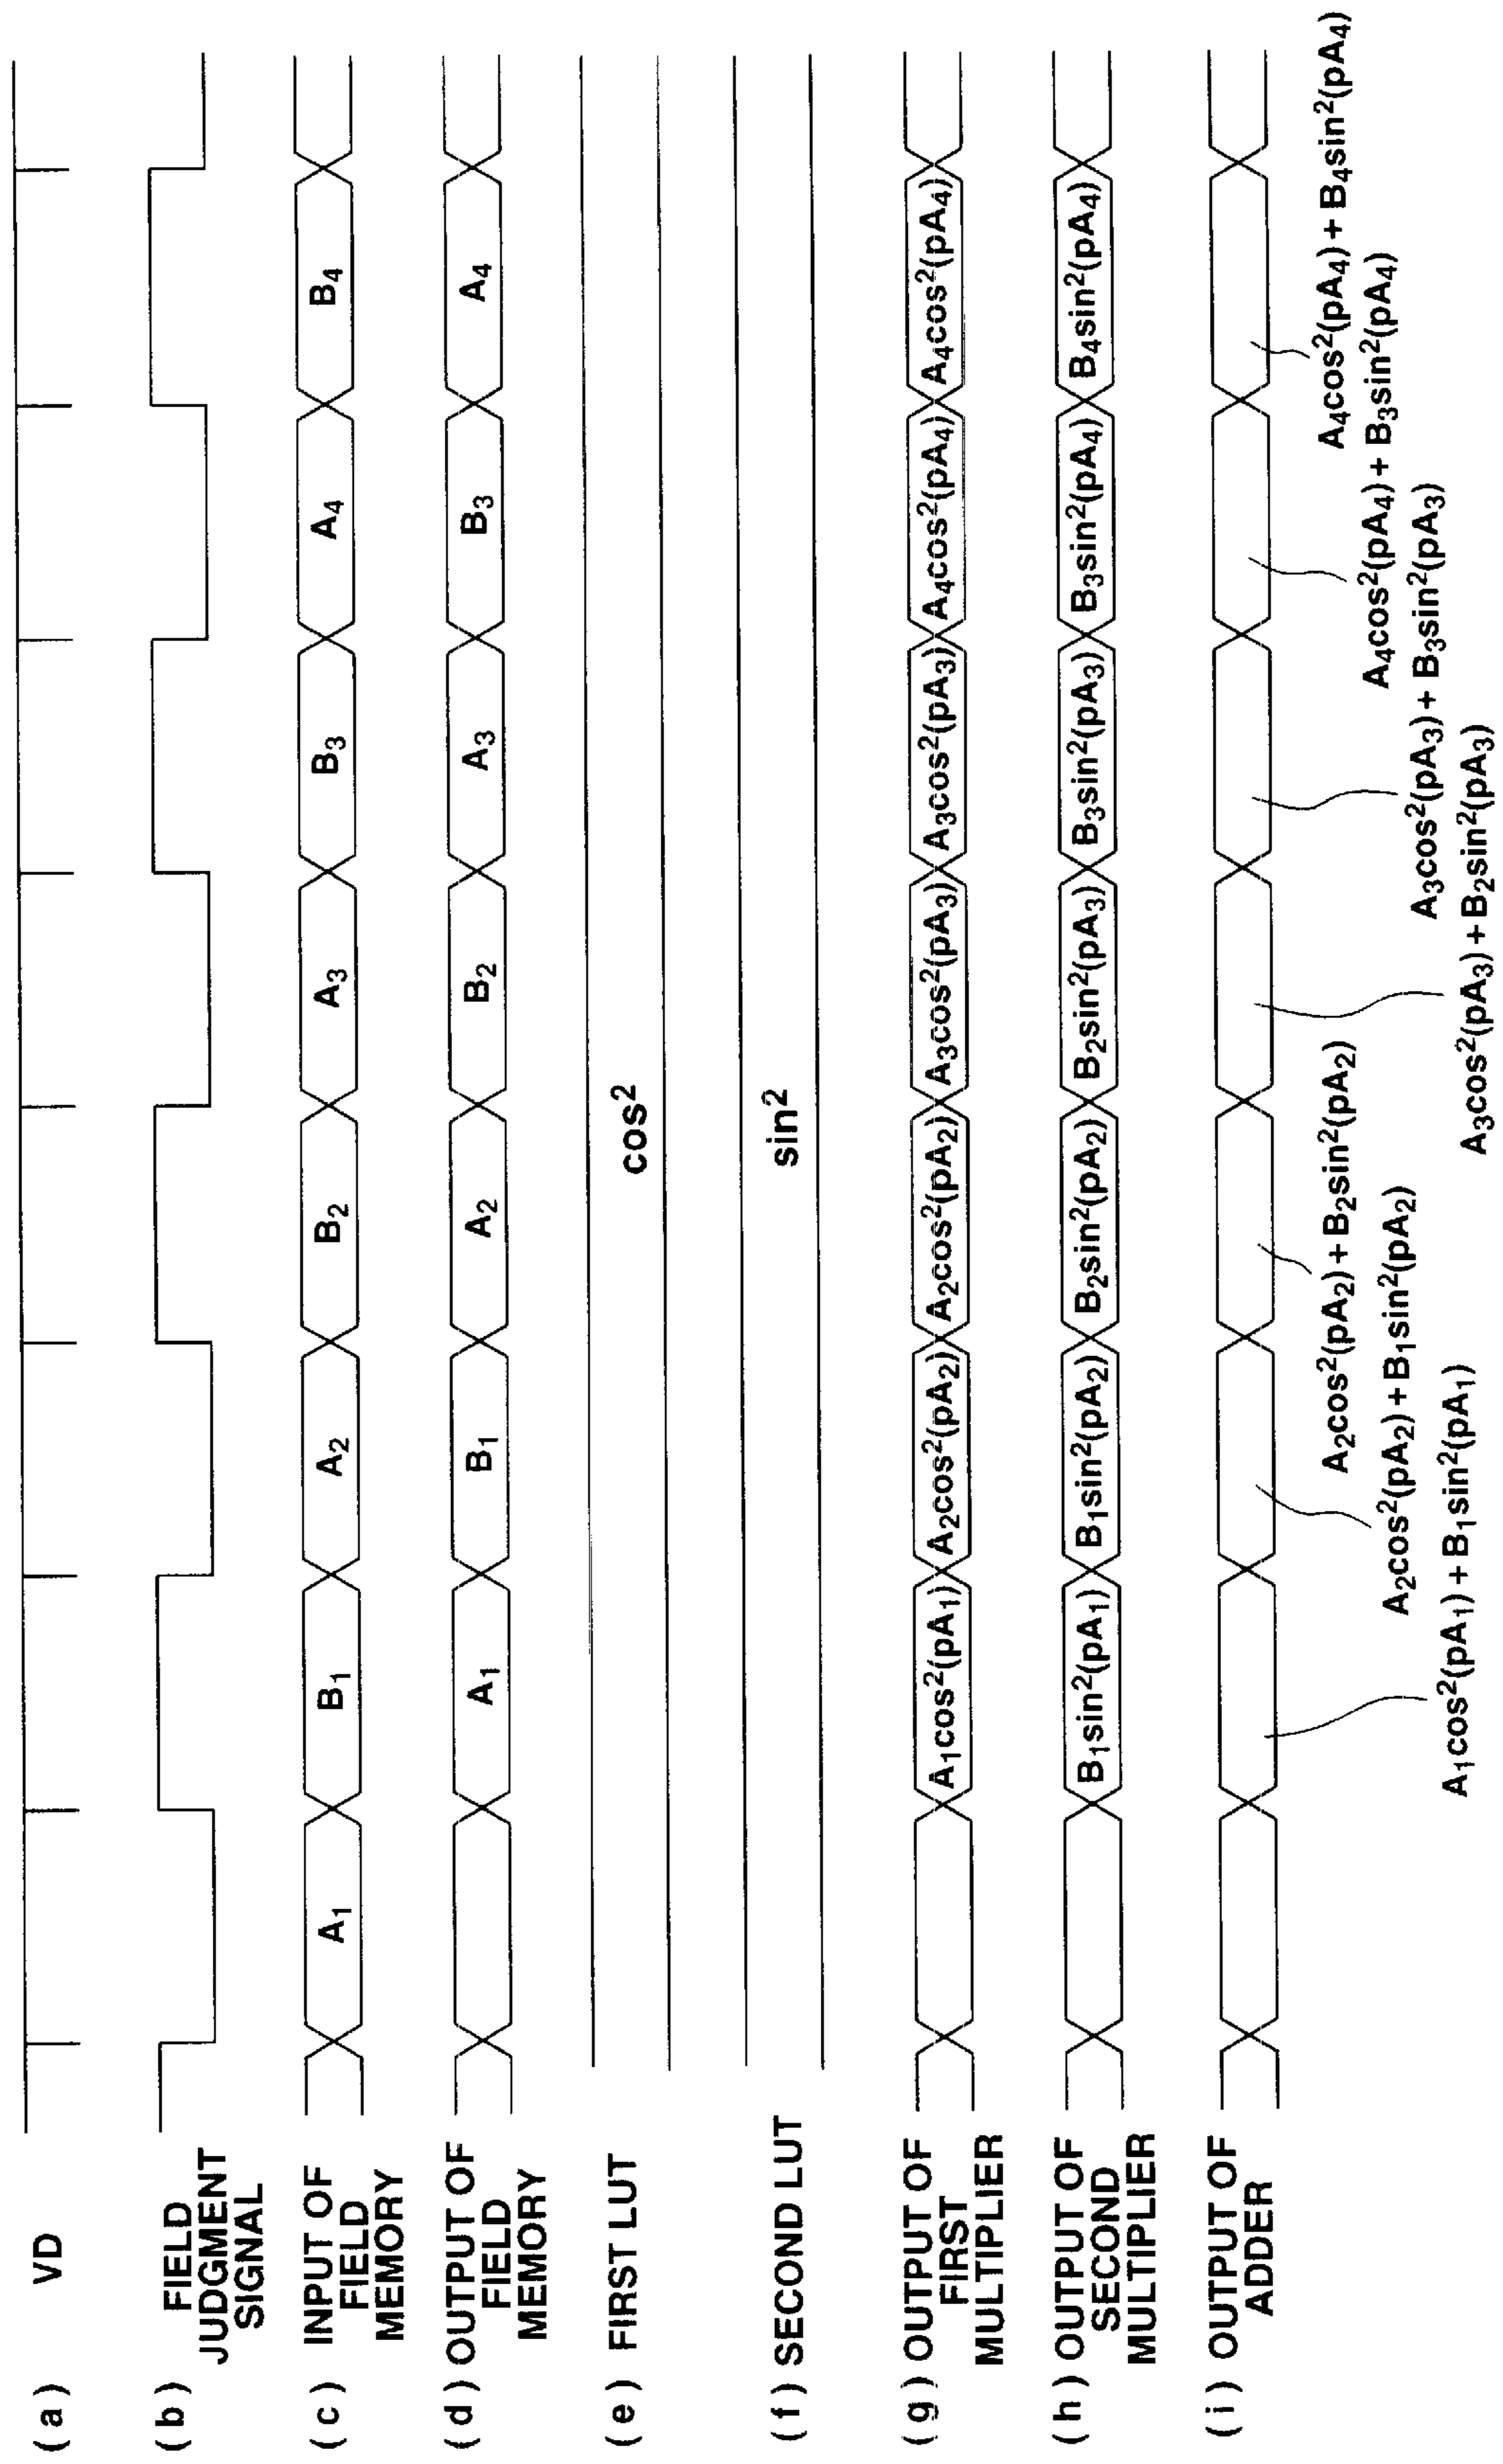 (a) VD
(b) FIELD
JUDGMENT
SIGNAL
(c) INPUT OF
FIELD
MEMORY
A₁ B₁ A₂ B₂ A₃ B₃ A₄ B₄
(d) OUTPUT OF
FIELD
MEMORY
A₁ B₁ A₂ B₂ A₃ B₃ A₄
(e) FIRST LUT
cos²
(f) SECOND LUT
sin²
(g) OUTPUT OF
FIRST
MULTIPLIER
A₁cos²(pA₁) A₂cos²(pA₂) A₂cos²(pA₂) A₃cos²(pA₃) A₃cos²(pA₃) A₄cos²(pA₄) A₄cos²(pA₄)
(h) OUTPUT OF
SECOND
MULTIPLIER
B₁sin²(pA₁) B₁sin²(pA₂) B₂sin²(pA₂) B₂sin²(pA₃) B₃sin²(pA₃) B₃sin²(pA₄) B₄sin²(pA₄)
(i) OUTPUT OF
ADDER
A₁cos²(pA₁) + B₁sin²(pA₁)
A₂cos²(pA₂) + B₁sin²(pA₂)
A₂cos²(pA₂) + B₂sin²(pA₂)
A₃cos²(pA₃) + B₂sin²(pA₃)
A₃cos²(pA₃) + B₃sin²(pA₃)
A₄cos²(pA₄) + B₃sin²(pA₄)
A₄cos²(pA₄) + B₄sin²(pA₄)